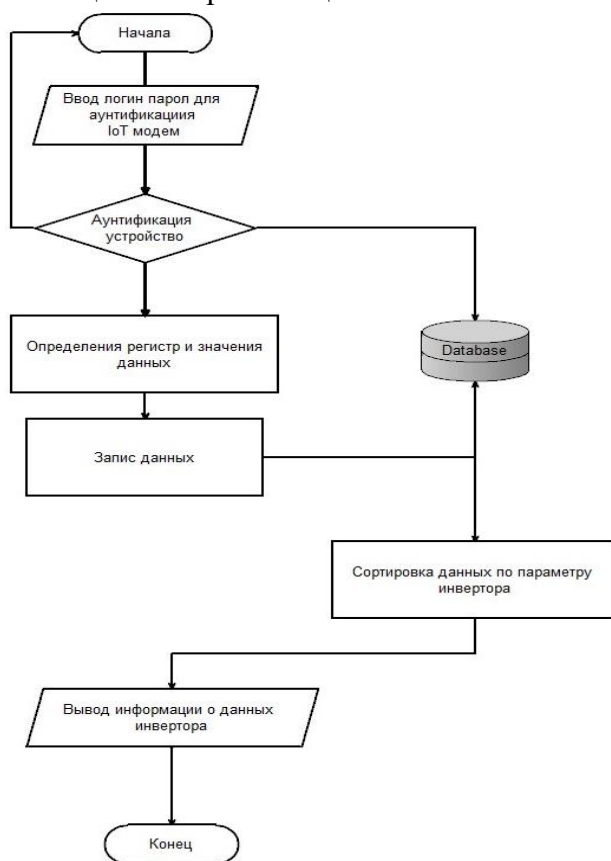 Начала
Ввод логин парол для
аунтификациия
IoT модем
Аунтификация
устройство
Определения регистр и значения
данных
Database
Запис данных
Сортировка данных по параметру
инвертора
Вывод информации о данных
инвертора
Конец